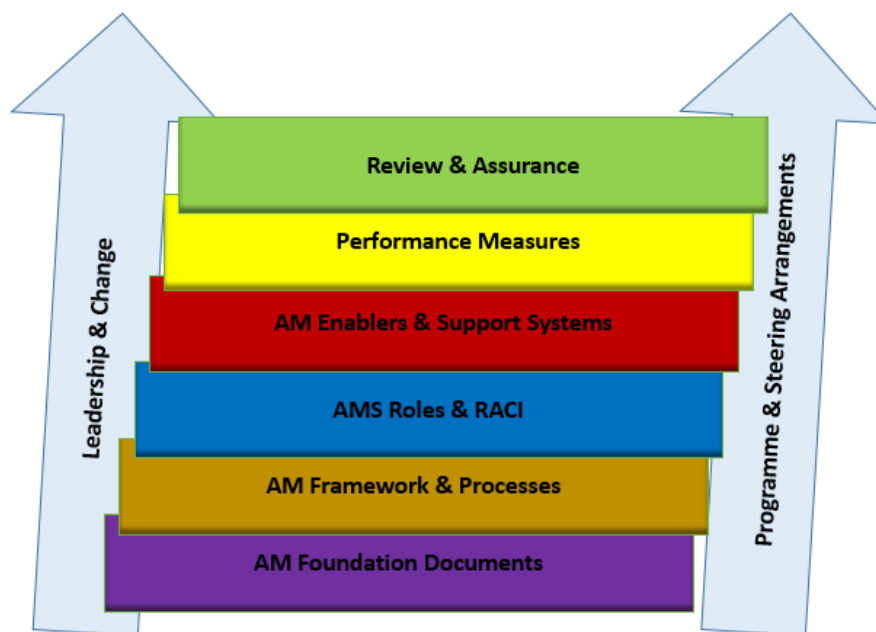 Review & Assurance
Performance Measures
AM Enablers & Support Systems
AMS Roles & RACI
AM Framework & Processes
AM Foundation Documents
Leadership & Change
Programme & Steering Arrangements